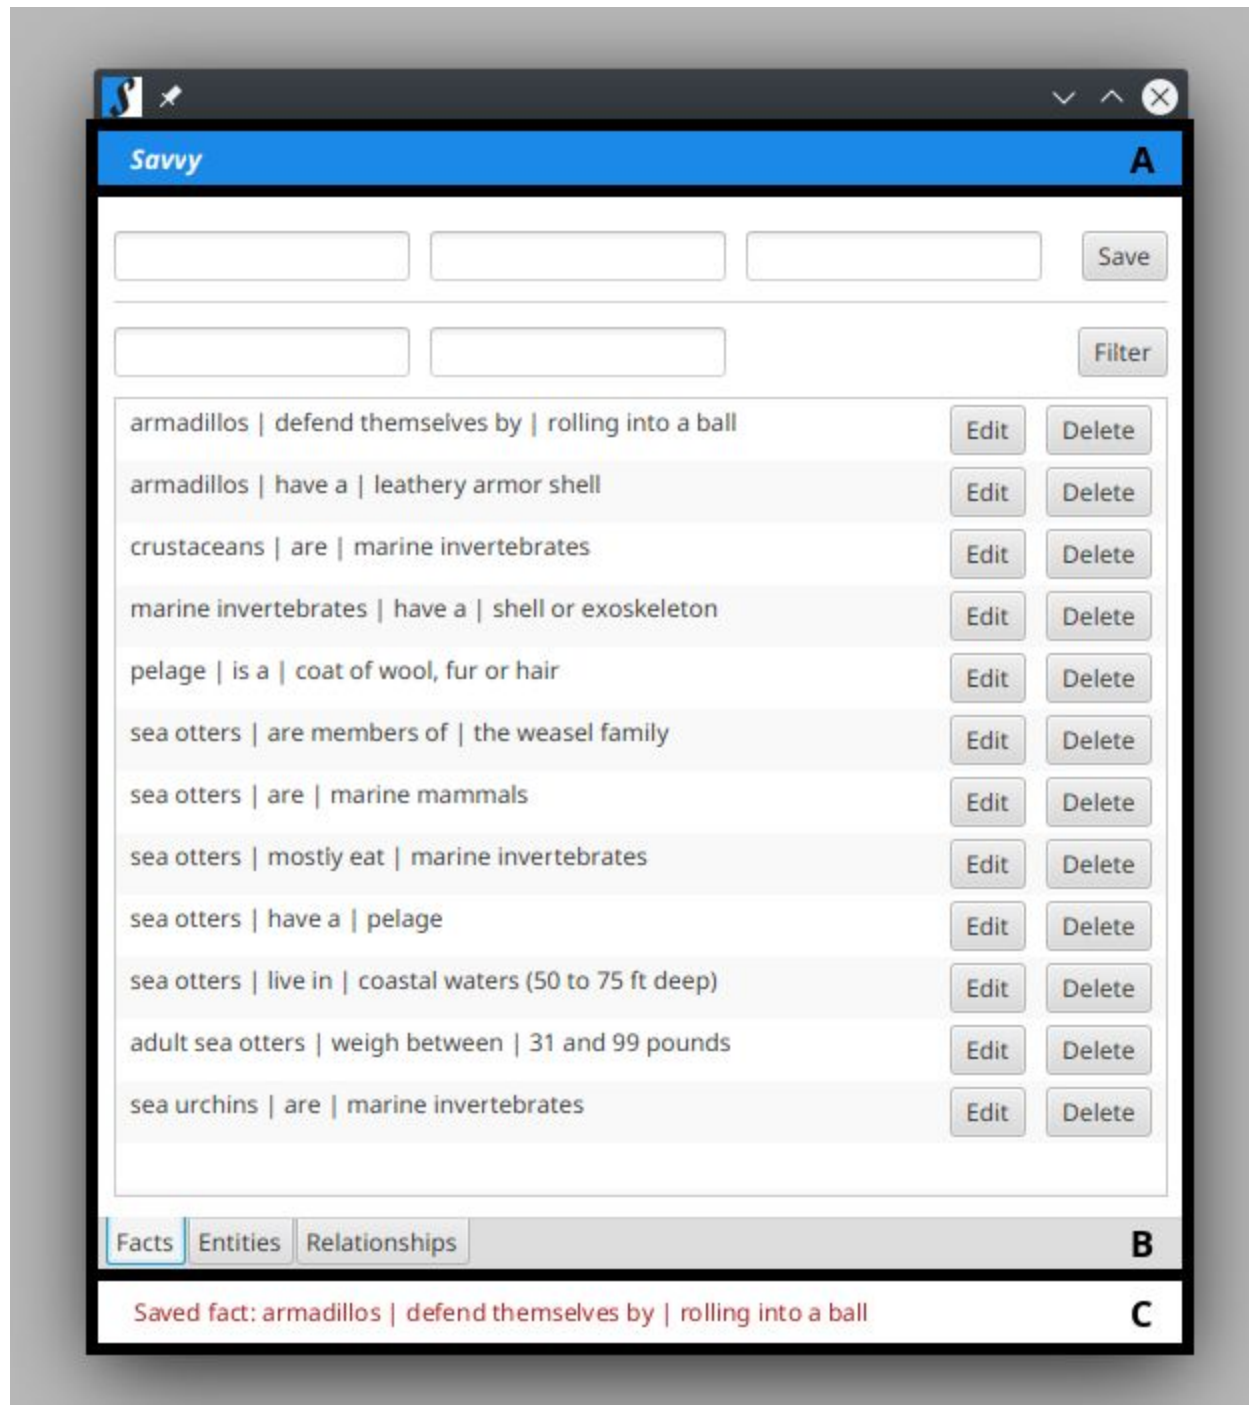 S
Savvy A
Save
Filter
armadillos | defend themselves by | rolling into a ball Edit Delete
armadillos | have a | leathery armor shell Edit Delete
crustaceans | are | marine invertebrates Edit Delete
marine invertebrates | have a | shell or exoskeleton Edit Delete
pelage | is a | coat of wool, fur or hair Edit Delete
sea otters | are members of | the weasel family Edit Delete
sea otters | are | marine mammals Edit Delete
sea otters | mostly eat | marine invertebrates Edit Delete
sea otters | have a | pelage Edit Delete
sea otters | live in | coastal waters (50 to 75 ft deep) Edit Delete
adult sea otters | weigh between | 31 and 99 pounds Edit Delete
sea urchins | are | marine invertebrates Edit Delete
Facts Entities Relationships B
Saved fact: armadillos | defend themselves by | rolling into a ball C